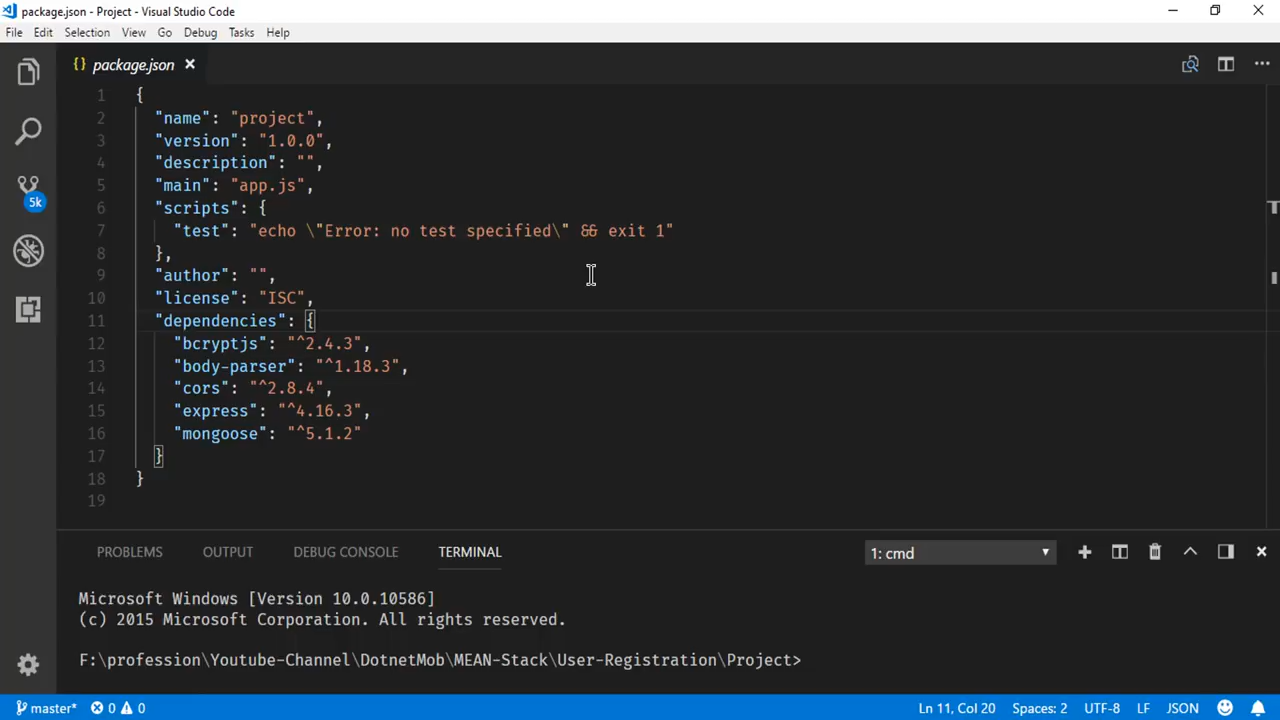 package.json - Project - Visual Studio Code
File Edit Selection View Go Debug Tasks Help
{} package.json
1 {
2 "name": "project",
3 "version": "1.0.0",
4 "description": "",
5 "main": "app.js",
6 "scripts": {
7 "test": "echo \"Error: no test specified\" && exit 1"
8 },
9 "author": "",
10 "license": "ISC",
11 "dependencies": {
12 "bcryptjs": "^2.4.3",
13 "body-parser": "^1.18.3",
14 "cors": "^2.8.4",
15 "express": "^4.16.3",
16 "mongoose": "^5.1.2"
17 }
18 }
19
5k
PROBLEMS OUTPUT DEBUG CONSOLE TERMINAL 1: cmd
Microsoft Windows [Version 10.0.10586]
(c) 2015 Microsoft Corporation. All rights reserved.
F:\profession\Youtube-Channel\DotnetMob\MEAN-Stack\User-Registration\Project>
master* 0 0 Ln 11, Col 20 Spaces: 2 UTF-8 LF JSON